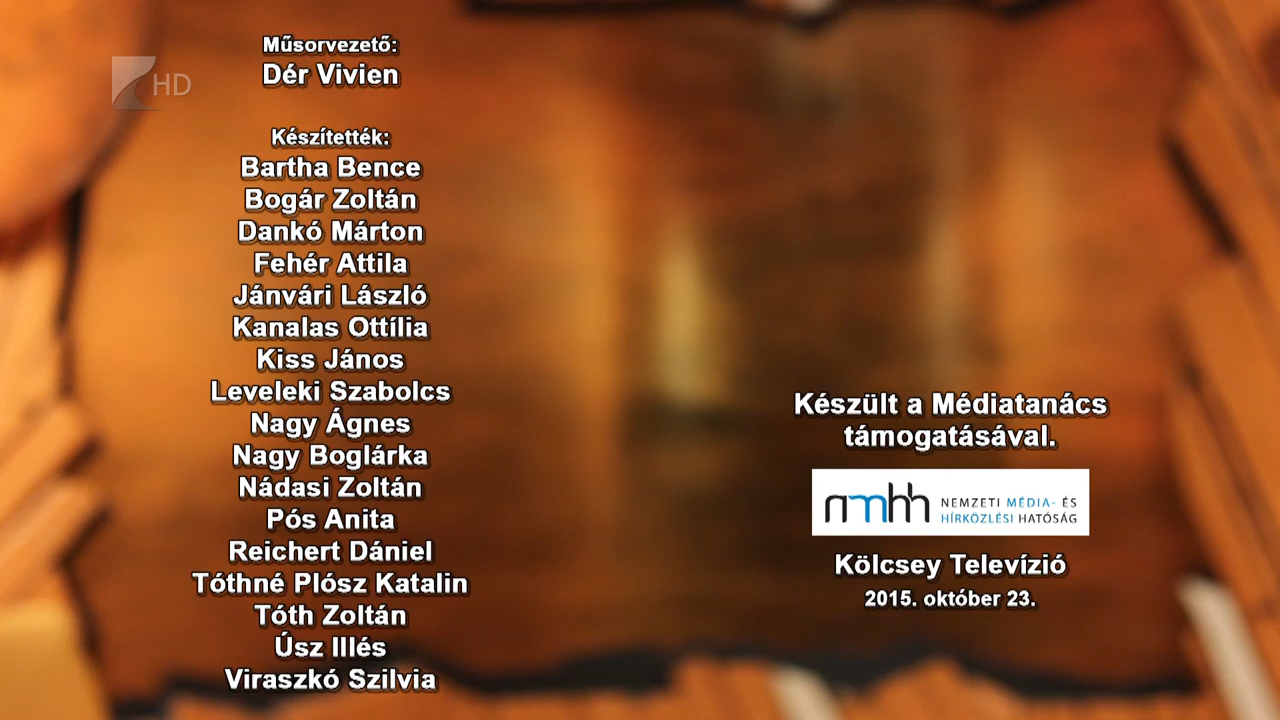 HD
Műsorvezető:
Dér Vivien
Készítették:
Bartha Bence
Bogár Zoltán
Dankó Márton
Fehér Attila
Jánvári László
Kanalas Ottília
Kiss János
Leveleki Szabolcs
Nagy Ágnes
Nagy Boglárka
Nádasi Zoltán
Pós Anita
Reichert Dániel
Tóthné Plósz Katalin
Tóth Zoltán
Úsz Illés
Viraszkó Szilvia
Készült a Médiatanács
támogatásával.
nmhh
NEMZETI MÉDIA- ÉS
HÍRKÖZLÉSI HATÓSÁG
Kölcsey Televízió
2015. október 23.